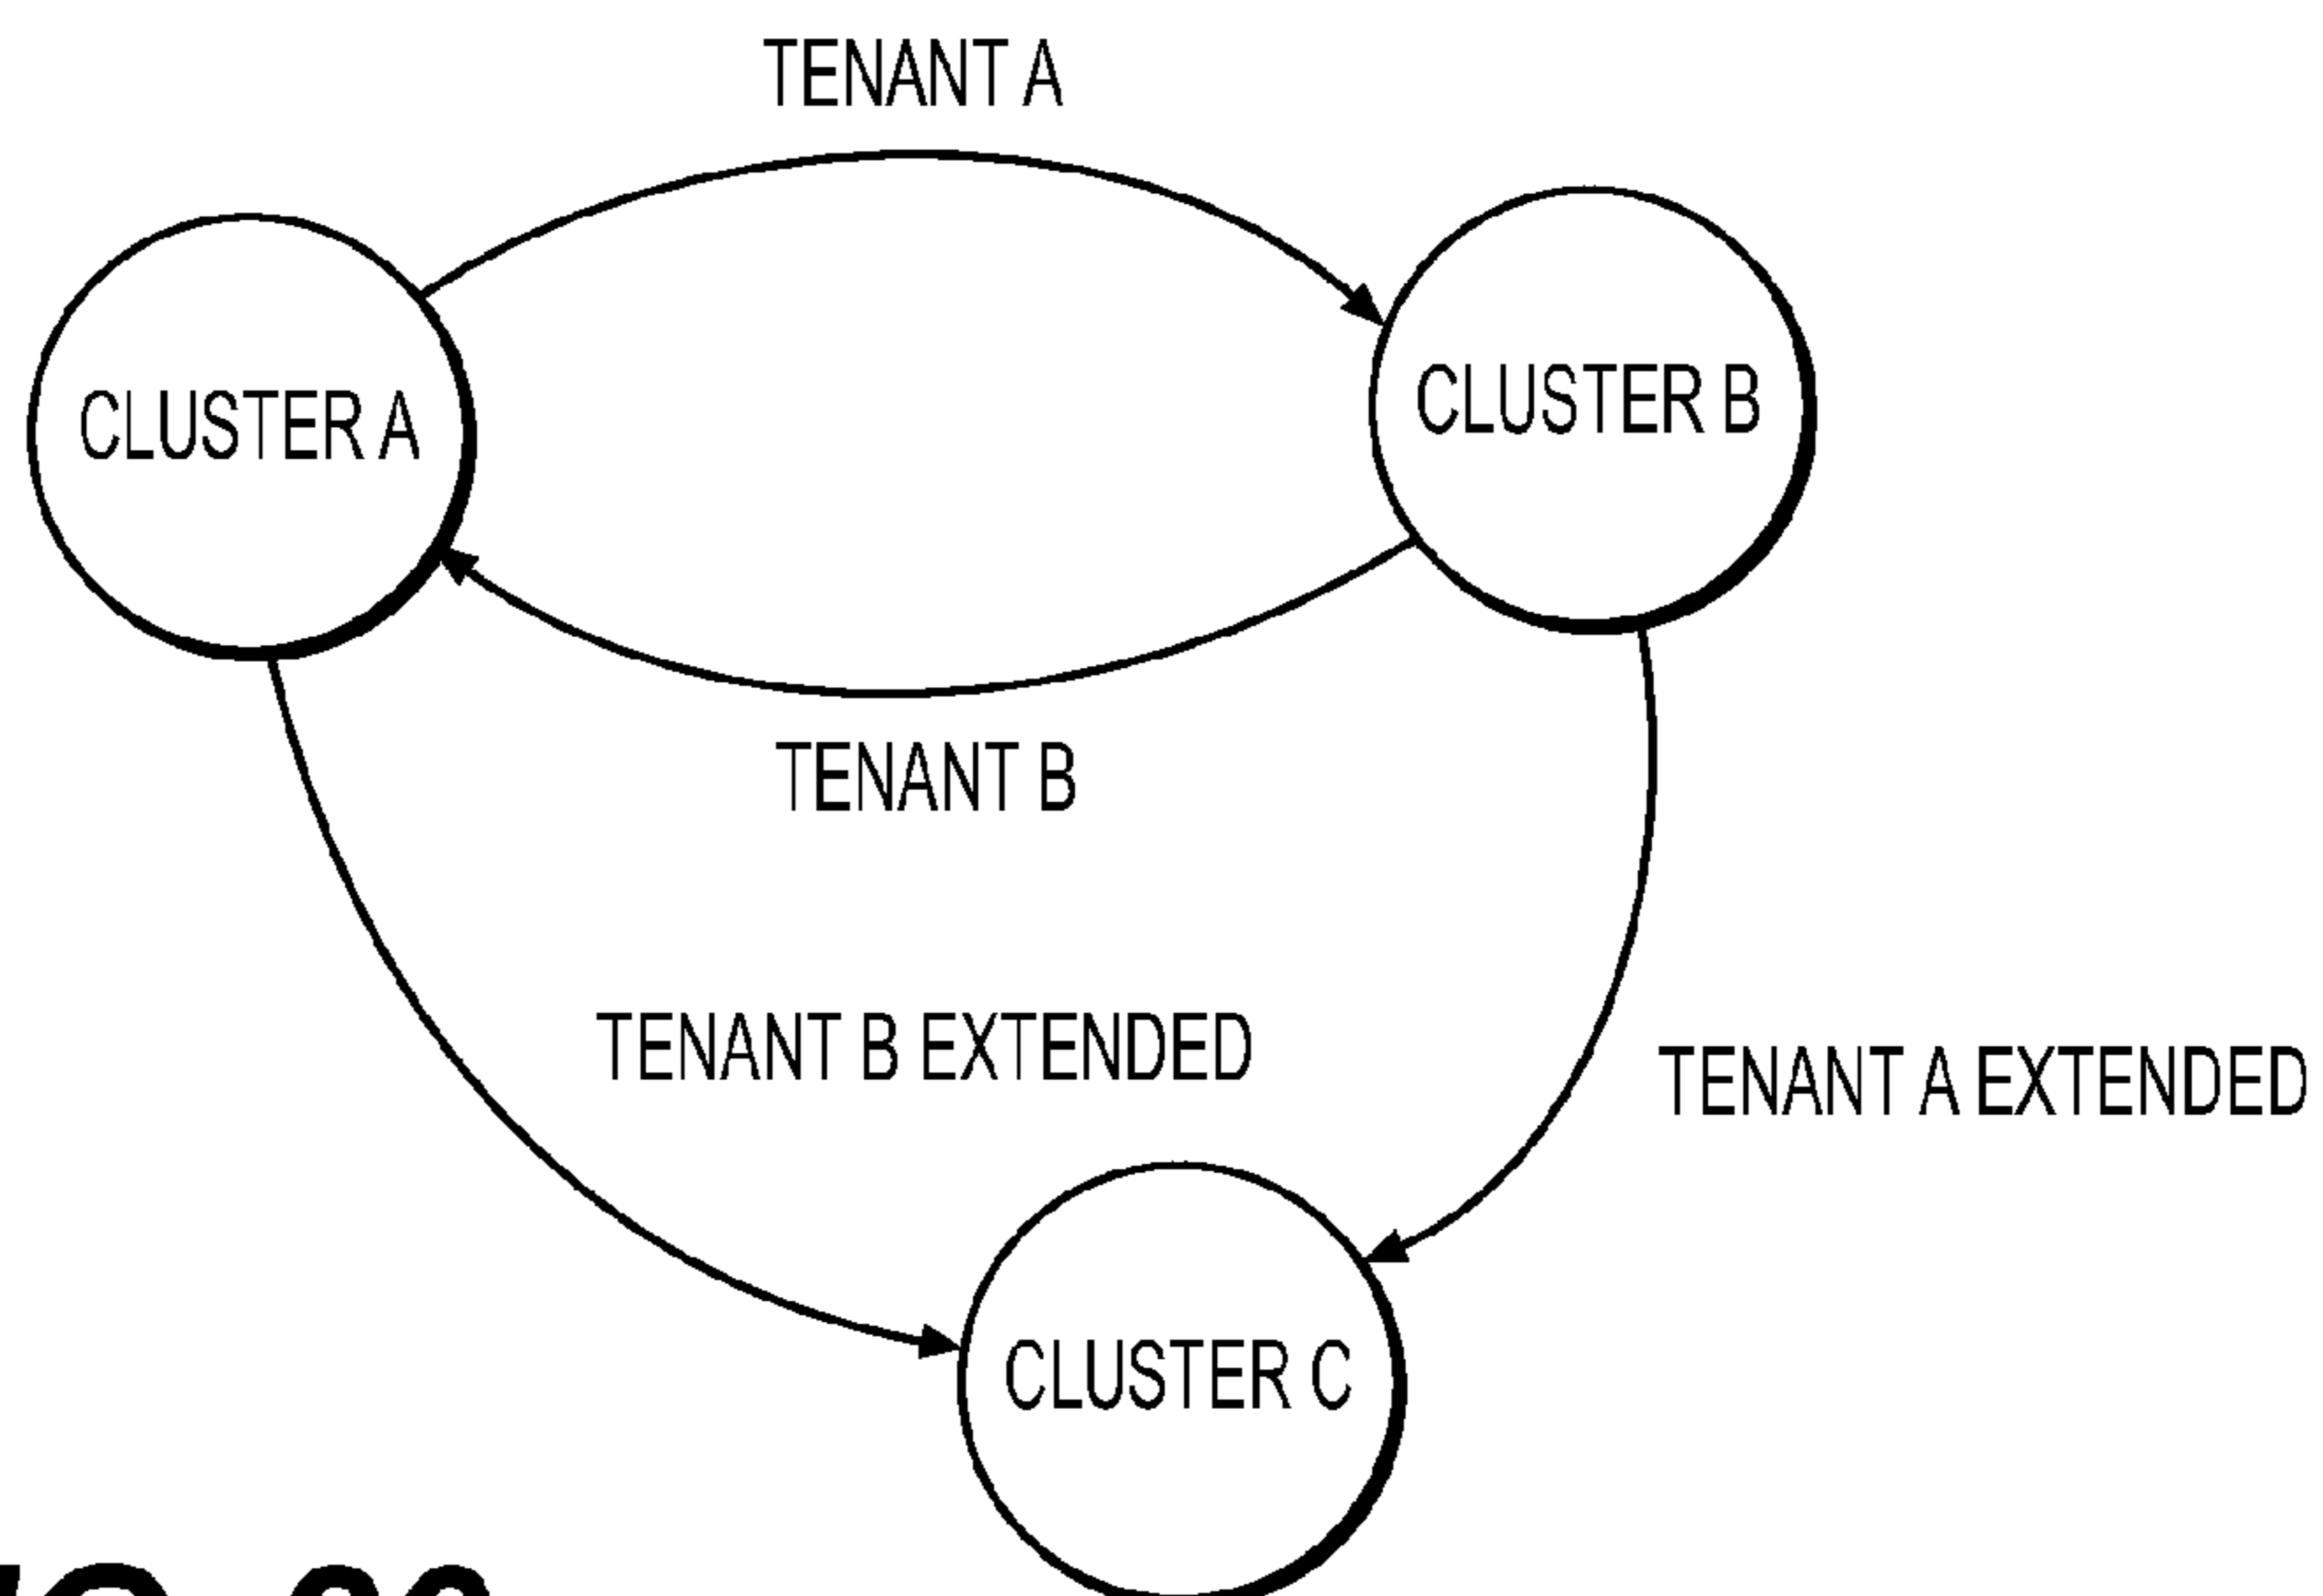 TENANT A
CLUSTER A
CLUSTER B
TENANT B
TENANT B EXTENDED
TENANT A EXTENDED
CLUSTER C